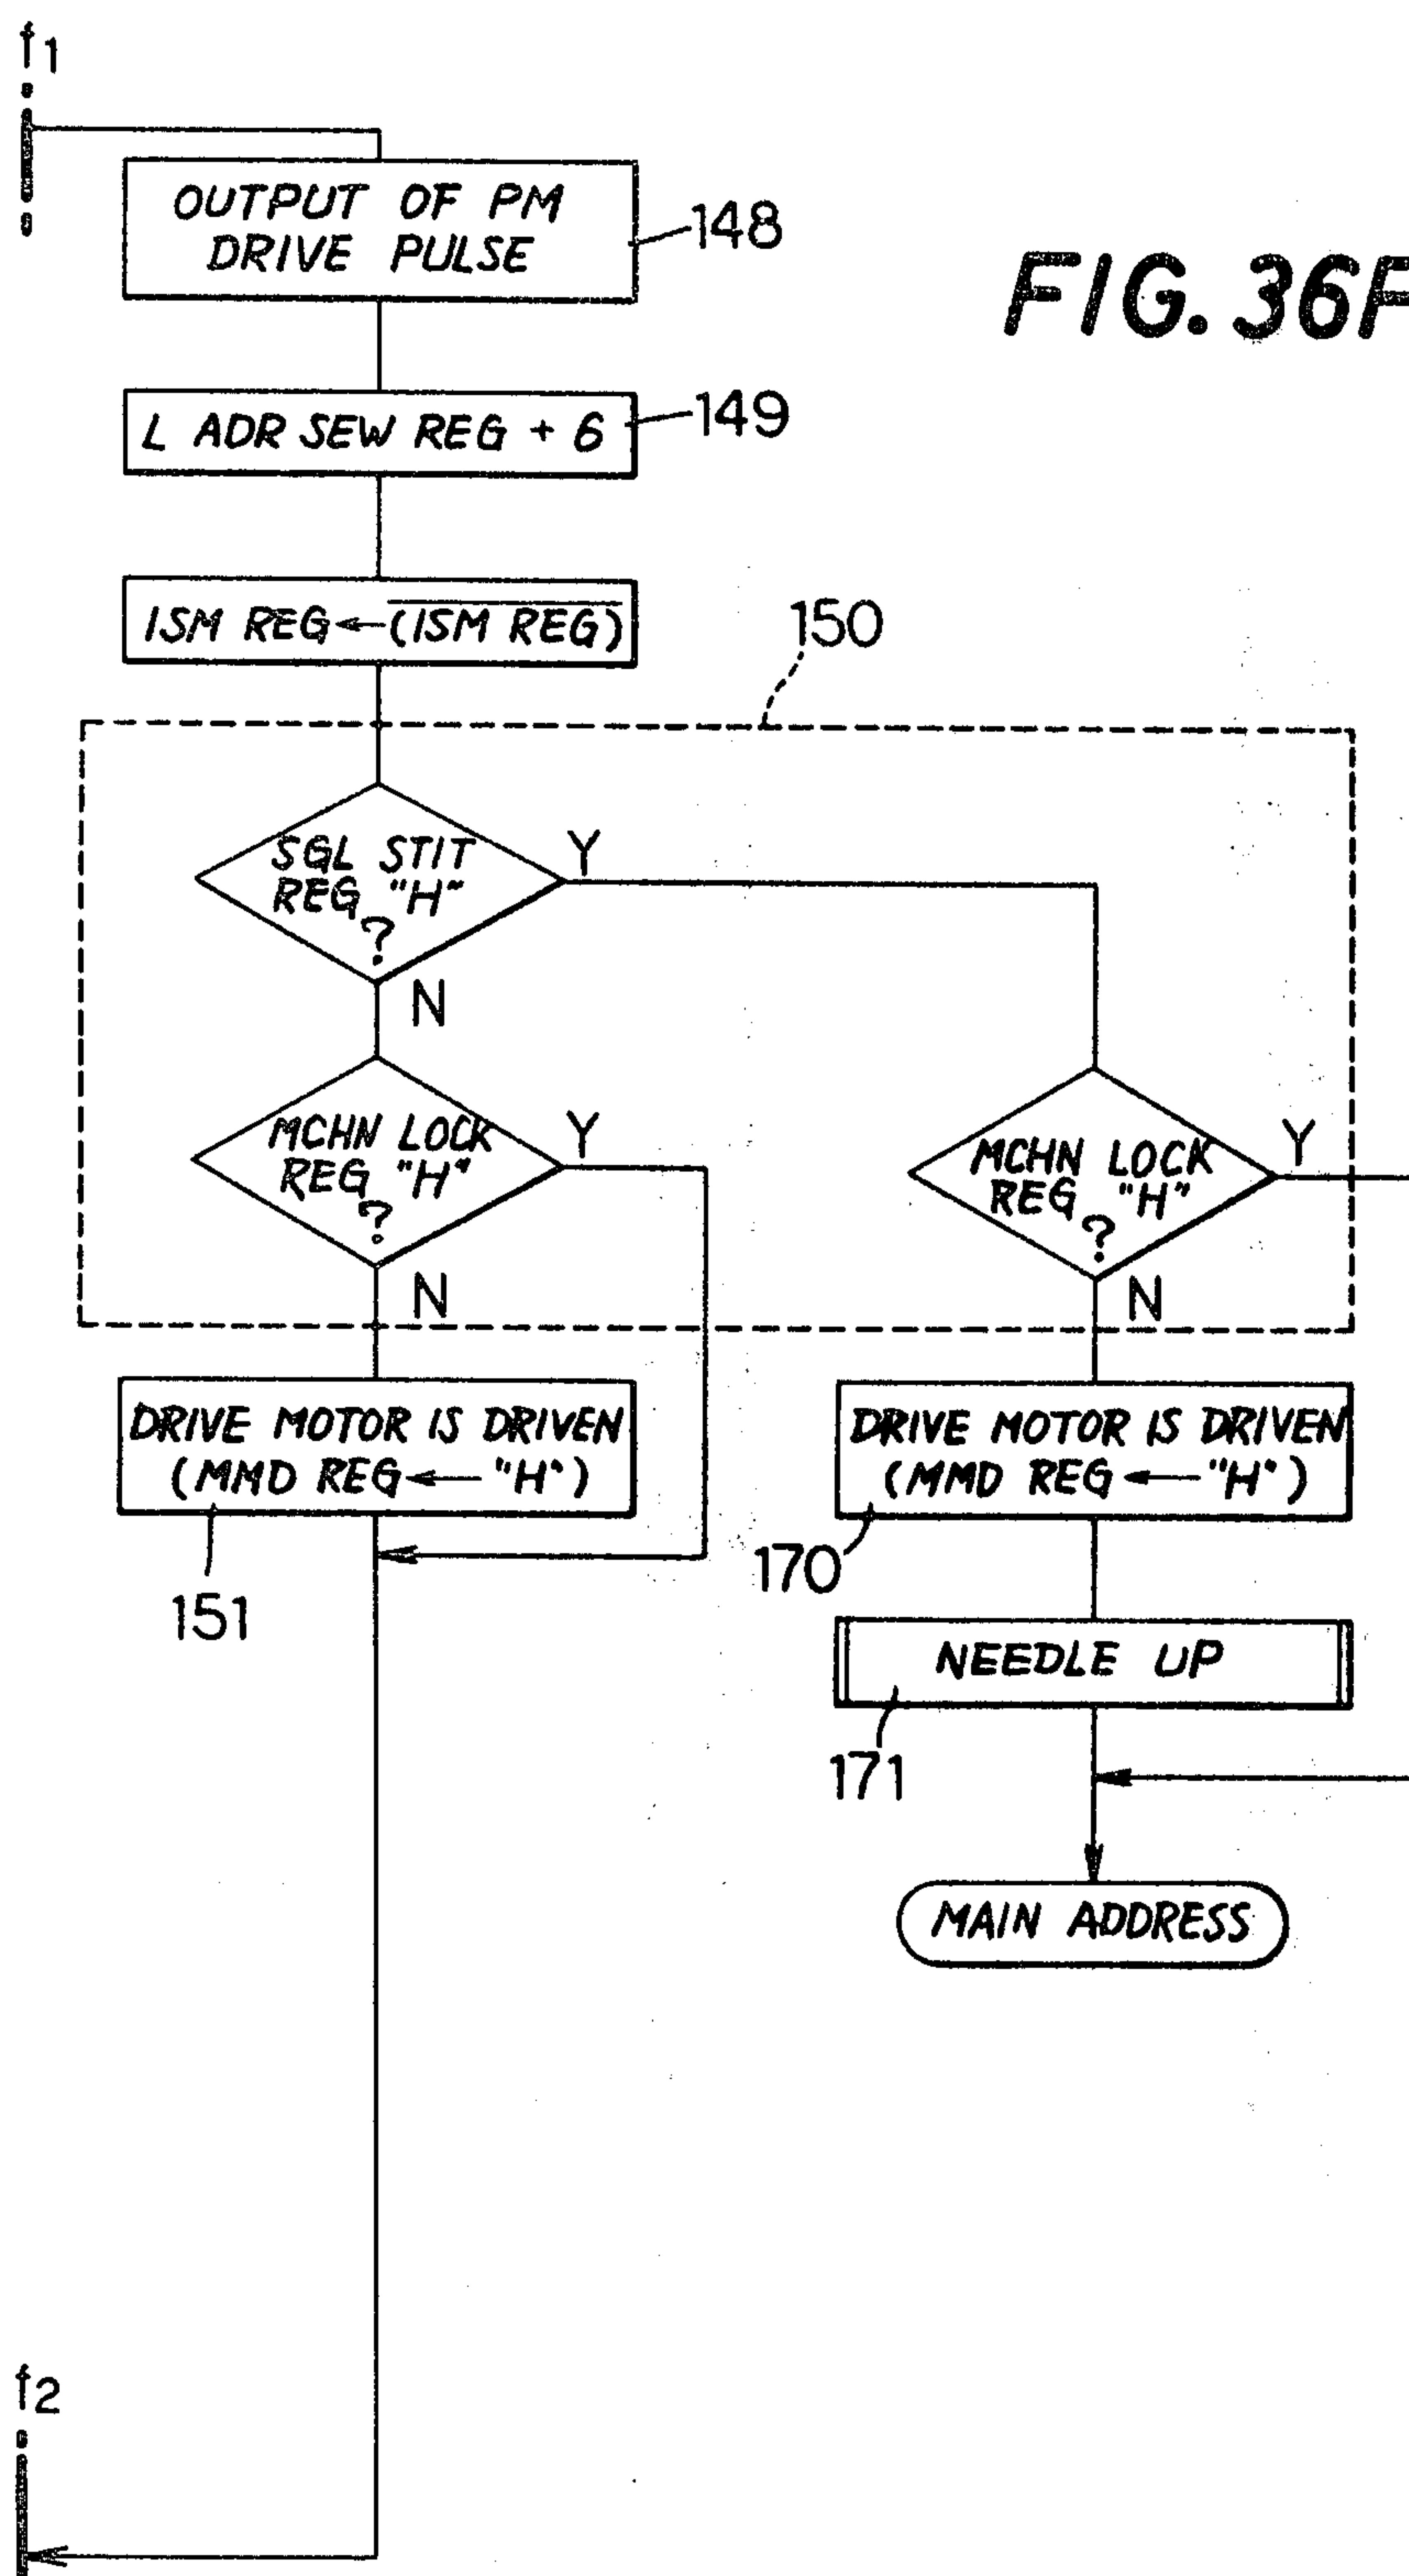 f1
OUTPUT OF PM
DRIVE PULSE
148
FIG. 36F
L ADR SEW REG + 6
149
ISM REG ← (ISM REG)
150
SGL STIT
REG "H"
?
Y
N
MCHN LOCK
REG "H"
?
Y
N
MCHN LOCK
REG "H"
?
Y
N
DRIVE MOTOR IS DRIVEN
(MMD REG ← "H")
151
DRIVE MOTOR IS DRIVEN
(MMD REG ← "H")
170
NEEDLE UP
171
MAIN ADDRESS
f2